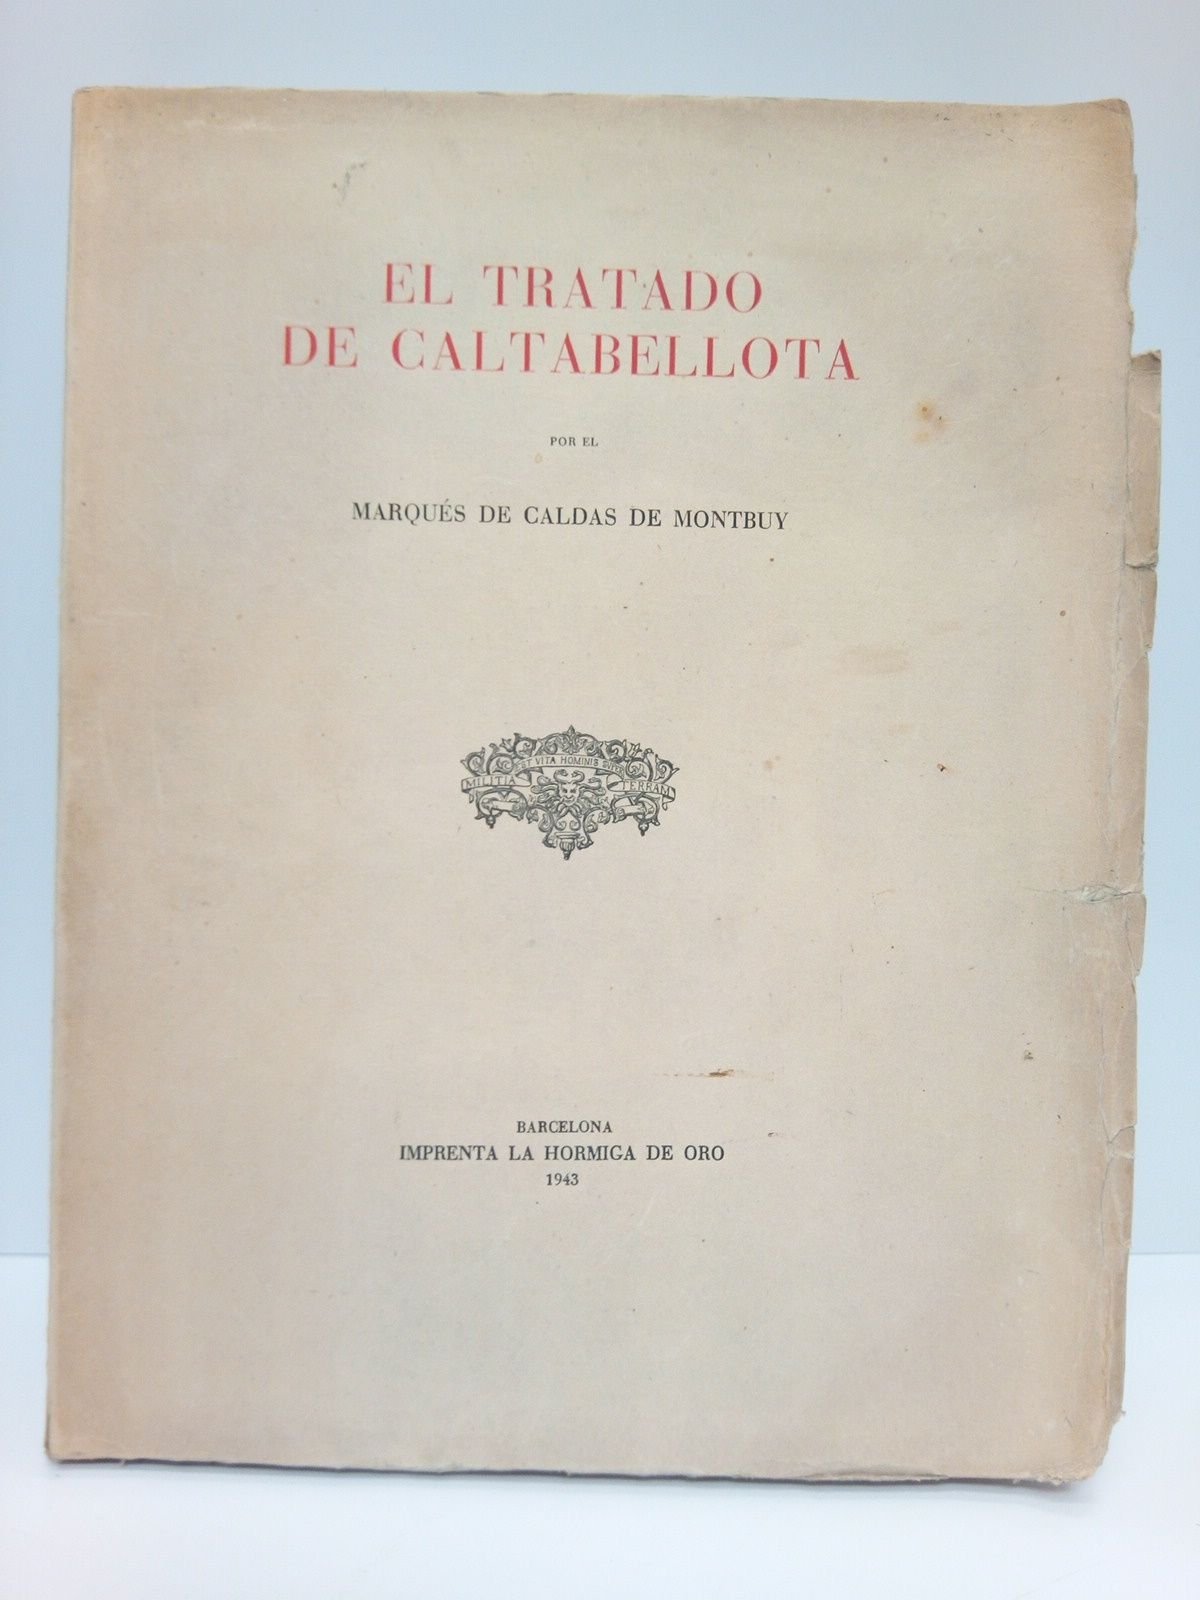 EL TRATADO
DE CALTABELLOTA
POR EL
MARQUÉS DE CALDAS DE MONTBUY
MILITIA EST VITA HOMINIS SUPER TERRAM
BARCELONA
IMPRENTA LA HORMIGA DE ORO
1943